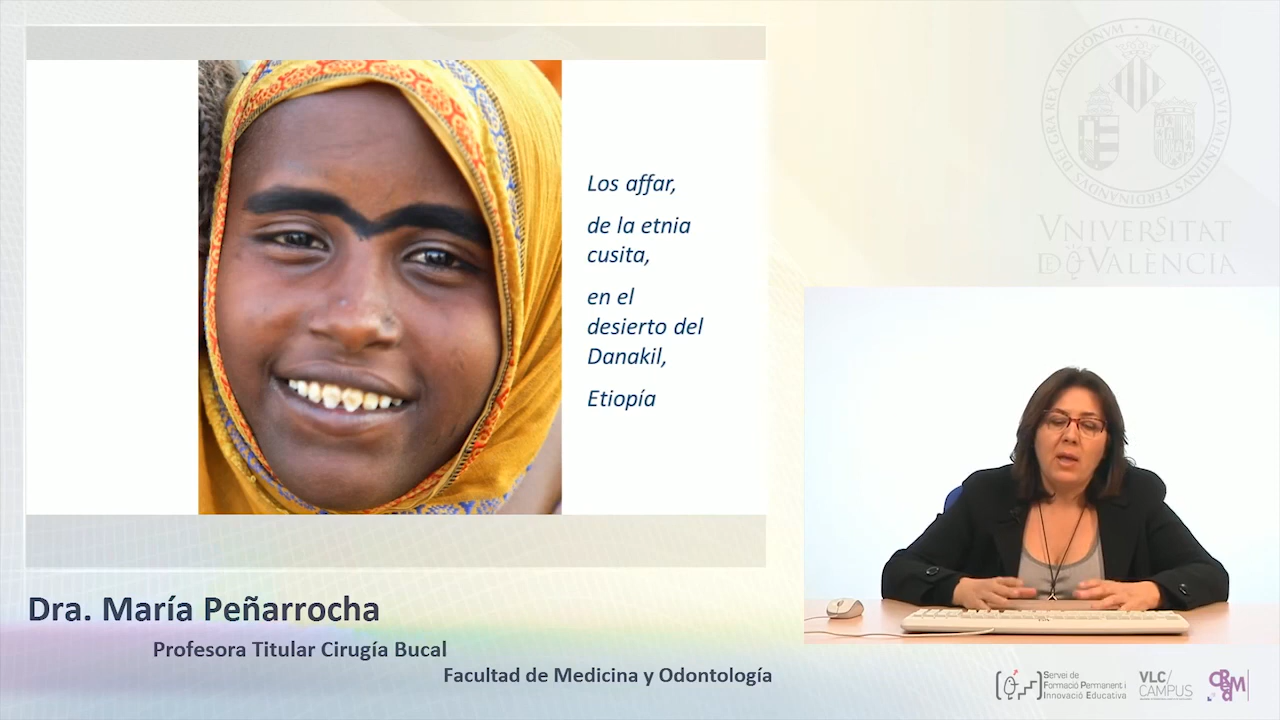 Los affar,
de la etnia
cusita,
en el
desierto del
Danakil,
Etiopía
VNIVERSITAT
DE VALÈNCIA
Dra. María Peñarrocha
Profesora Titular Cirugía Bucal
Facultad de Medicina y Odontología
Servei de
Formació Permanent i
Innovació Educativa
VLC/
CAMPUS